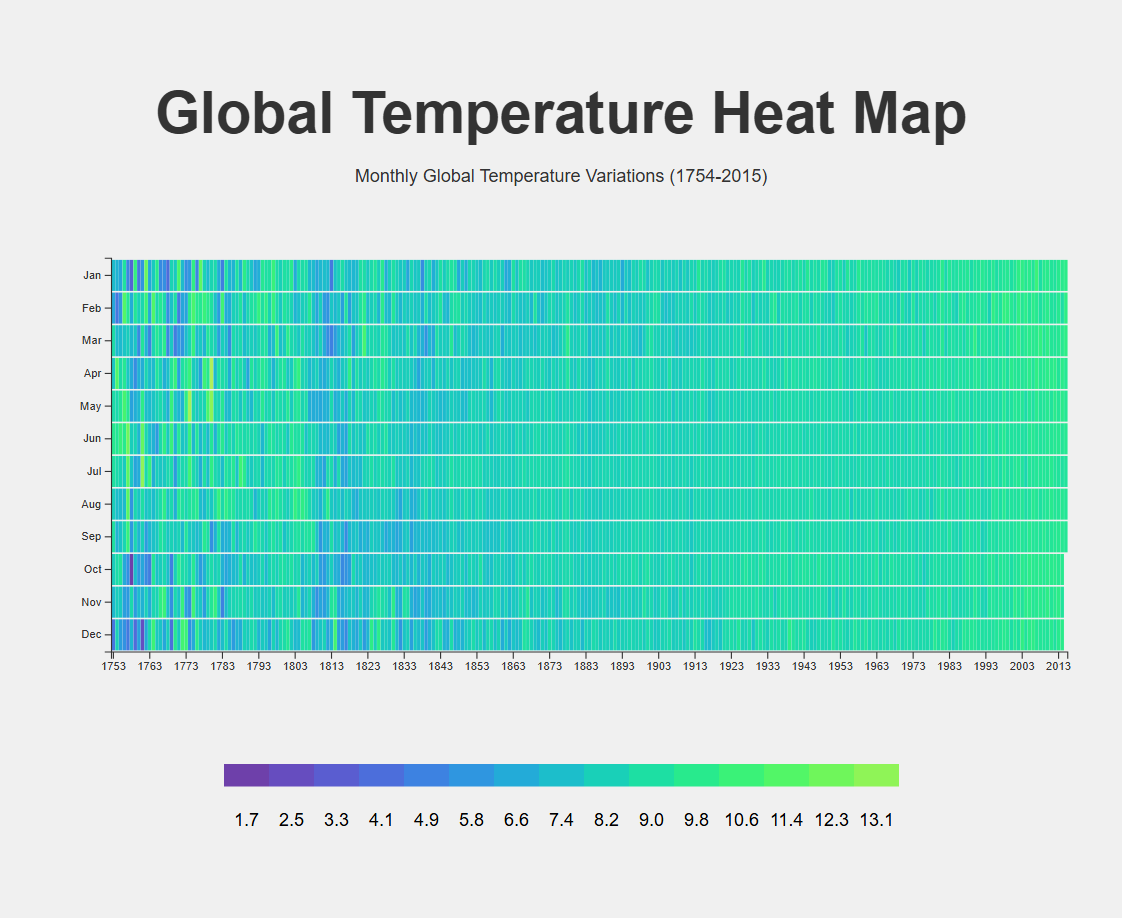 Global Temperature Heat Map
Monthly Global Temperature Variations (1754-2015)
Jan
Feb
Mar
Apr
May
Jun
Jul
Aug
Sep
Oct
Nov
Dec
1753 1763 1773 1783 1793 1803 1813 1823 1833 1843 1853 1863 1873 1883 1893 1903 1913 1923 1933 1943 1953 1963 1973 1983 1993 2003 2013
1.7 2.5 3.3 4.1 4.9 5.8 6.6 7.4 8.2 9.0 9.8 10.6 11.4 12.3 13.1